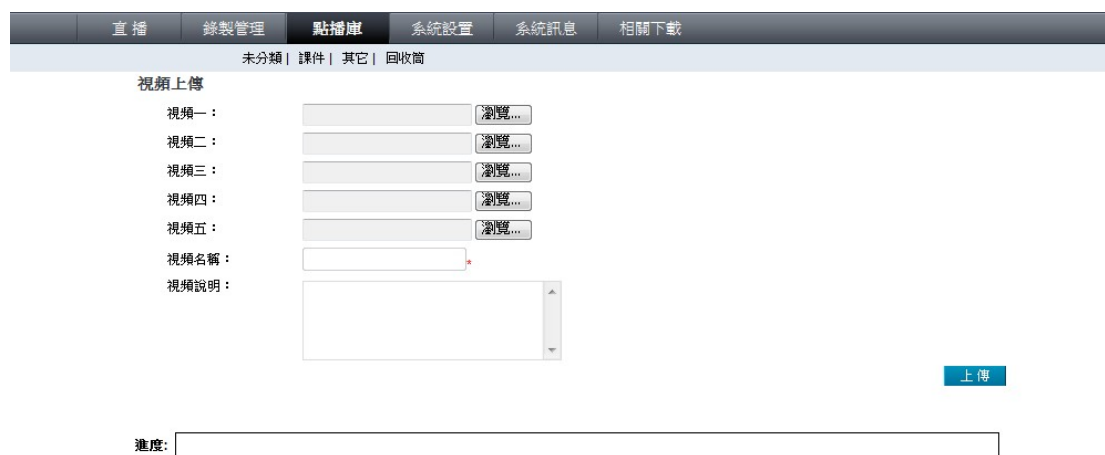 直播 錄製管理 點播庫 系統設置 系統訊息 相關下載
未分類| 課件| 其它| 回收筒
視頻上傳
視頻一： 瀏覽...
視頻二： 瀏覽...
視頻三： 瀏覽...
視頻四： 瀏覽...
視頻五： 瀏覽...
視頻名稱： *
視頻說明：
上傳
進度: